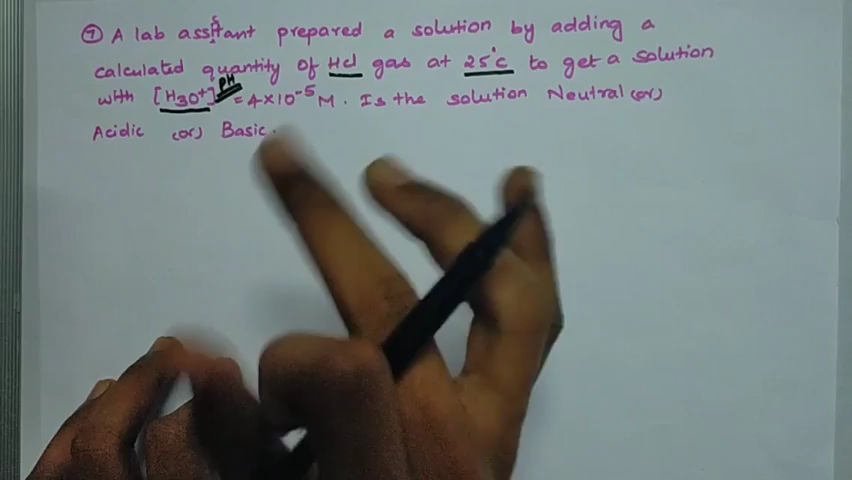 ⑦ A lab assistant prepared a solution by adding a
calculated quantity of Hcl gas at 25°c to get a solution
PH
with [H3O+] = 4×10-5 M. Is the solution Neutral (or)
Acidic (or) Basic.